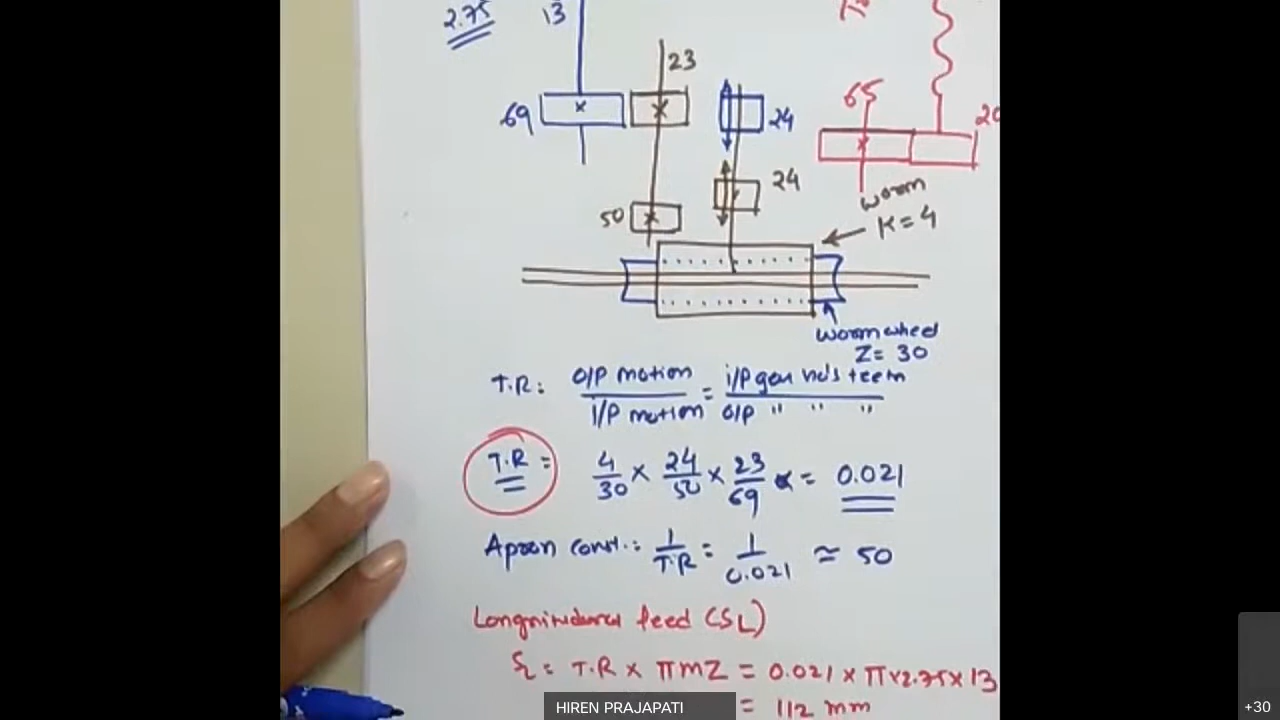 2.75
13
K
23
69
24
65
20
24
worm
K = 4
50
worm wheel
Z = 30
T.R : O/P motion / I/P motion = i/P gear no's teeth / O/P " " "
T.R = 4/30 × 24/50 × 23/69 = 0.021
Apron const.: 1/T.R = 1/0.021 ≈ 50
Longnitudunal feed (SL)
SL = T.R × πmZ = 0.021 × π×2.75×13
= 112 mm
HIREN PRAJAPATI
+30